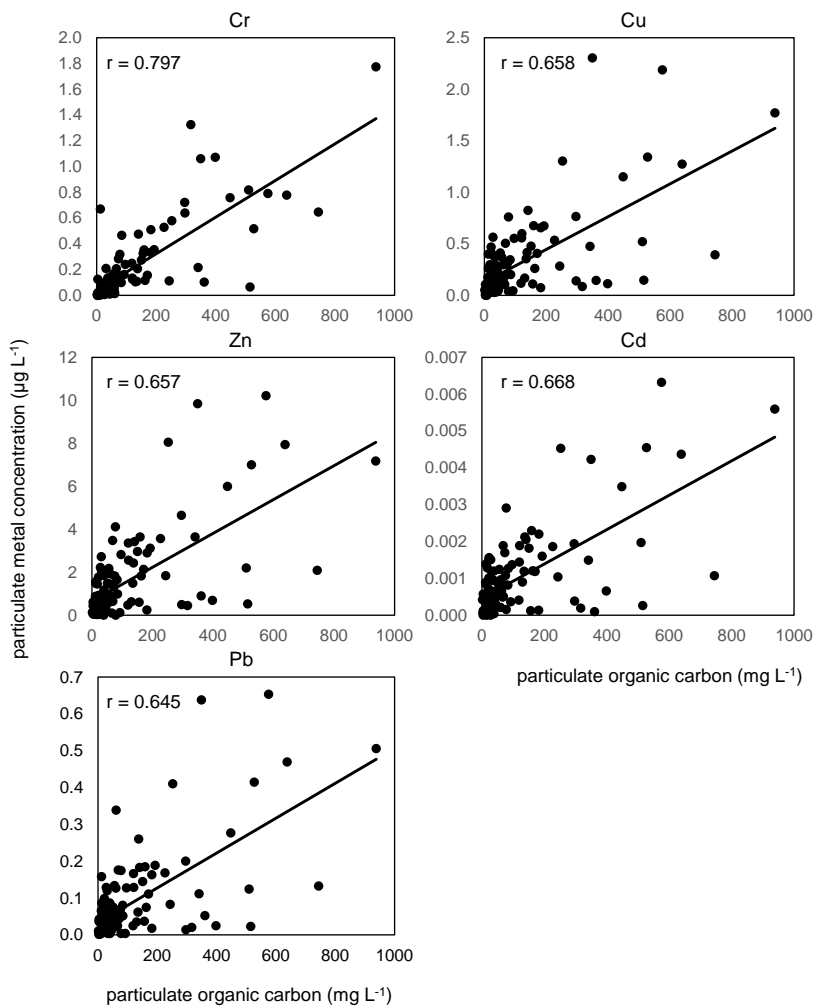 Cr
r = 0.797
2.0
1.8
1.6
1.4
1.2
1.0
0.8
0.6
0.4
0.2
0.0
0 200 400 600 800 1000
Cu
r = 0.658
2.5
2.0
1.5
1.0
0.5
0.0
0 200 400 600 800 1000
particulate metal concentration (µg L⁻¹)
Zn
r = 0.657
12
10
8
6
4
2
0
0 200 400 600 800 1000
Cd
r = 0.668
0.007
0.006
0.005
0.004
0.003
0.002
0.001
0.000
0 200 400 600 800 1000
particulate organic carbon (mg L⁻¹)
Pb
r = 0.645
0.7
0.6
0.5
0.4
0.3
0.2
0.1
0.0
0 200 400 600 800 1000
particulate organic carbon (mg L⁻¹)